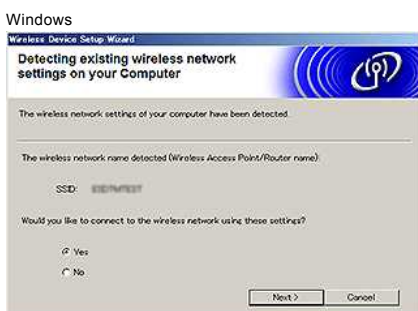 Windows
Wireless Device Setup Wizard
Detecting existing wireless network
settings on your Computer
The wireless network settings of your computer have been detected.
The wireless network name detected (Wireless Access Point/Router name):
SSID:
Would you like to connect to the wireless network using these settings?
Yes
No
Next >
Cancel